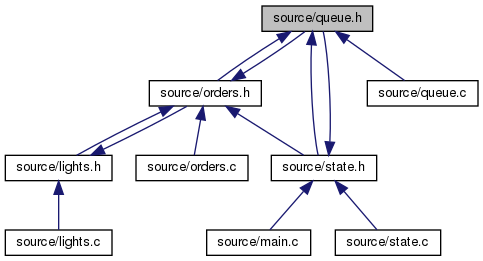 source/queue.h
source/orders.h
source/queue.c
source/lights.h
source/orders.c
source/state.h
source/lights.c
source/main.c
source/state.c